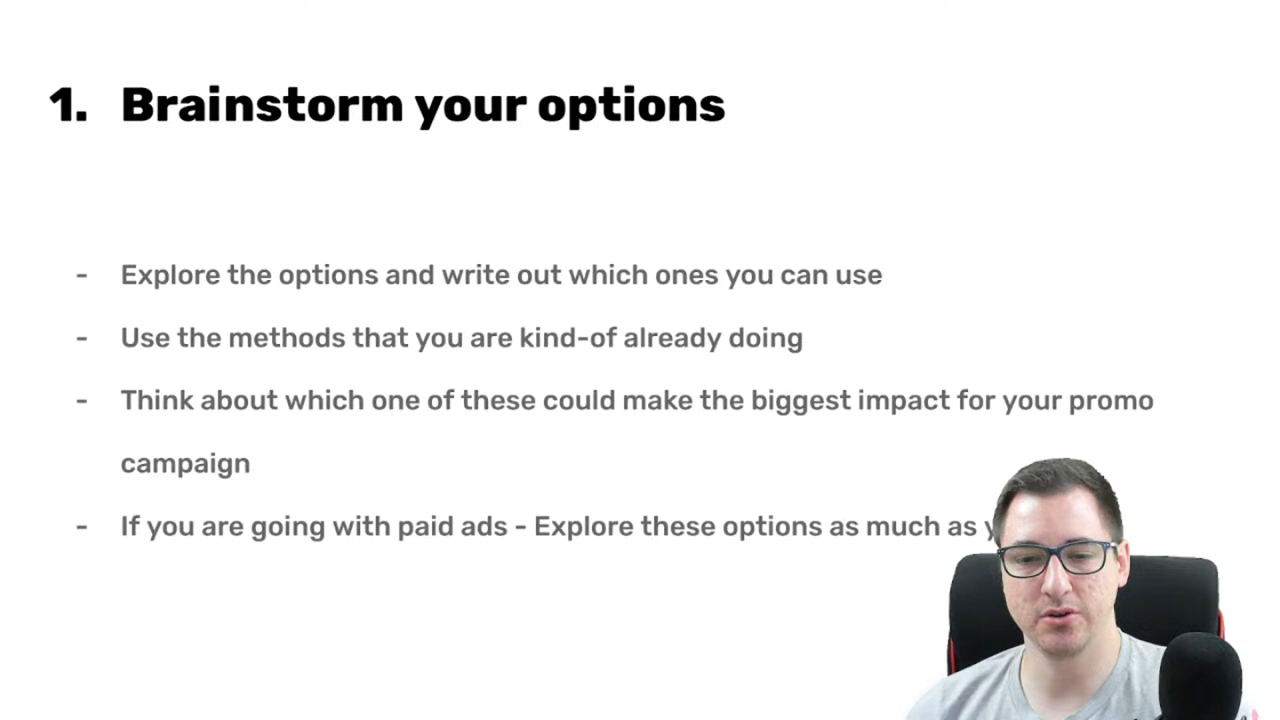 1. Brainstorm your options
- Explore the options and write out which ones you can use
- Use the methods that you are kind-of already doing
- Think about which one of these could make the biggest impact for your promo
campaign
- If you are going with paid ads - Explore these options as much as